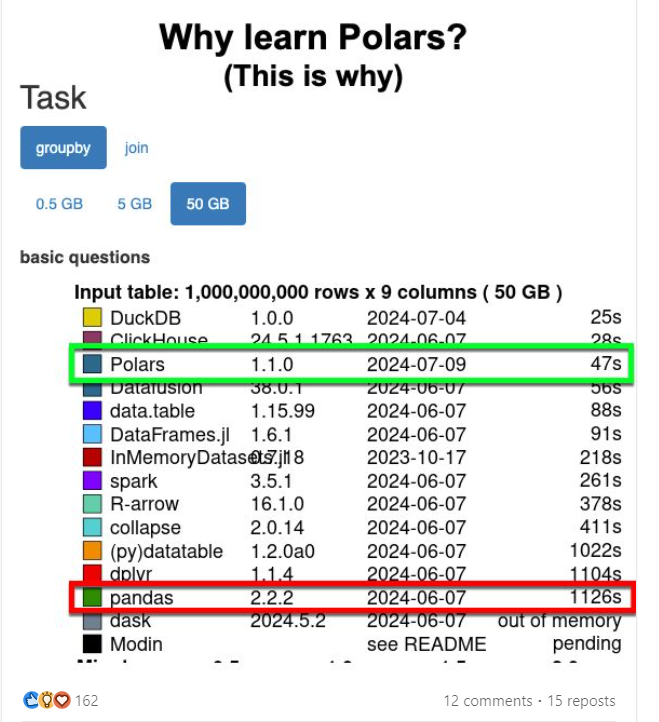 Why learn Polars?
(This is why)
Task
groupby join
0.5 GB 5 GB 50 GB
basic questions
Input table: 1,000,000,000 rows x 9 columns ( 50 GB )
DuckDB 1.0.0 2024-07-04 25s
ClickHouse 24.5.1.1763 2024-06-07 28s
Polars 1.1.0 2024-07-09 47s
Datafusion 38.0.1 2024-06-07 56s
data.table 1.15.99 2024-06-07 88s
DataFrames.jl 1.6.1 2024-06-07 91s
InMemoryDatasets.jl 0.7.18 2023-10-17 218s
spark 3.5.1 2024-06-07 261s
R-arrow 16.1.0 2024-06-07 378s
collapse 2.0.14 2024-06-07 411s
(py)datatable 1.2.0a0 2024-06-07 1022s
dplyr 1.1.4 2024-06-07 1104s
pandas 2.2.2 2024-06-07 1126s
dask 2024.5.2 2024-06-07 out of memory
Modin see README pending
162 12 comments · 15 reposts